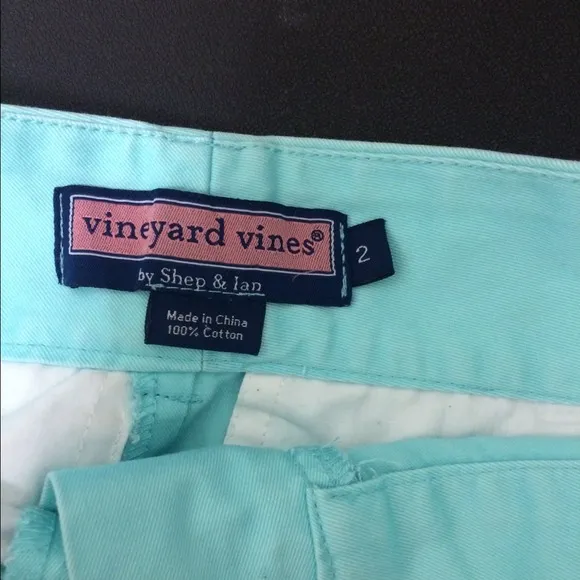 vineyard vines®
by Shep & Ian
2
Made in China
100% Cotton